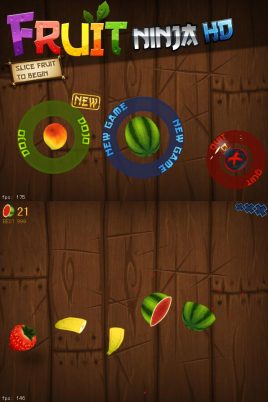 FRUIT NINJA HD
SLICE FRUIT
TO BEGIN
NEW
DOJO
DOJO
NEW GAME
NEW GAME
QUIT
QUIT
fps: 175
21
BEST 999
fps: 146